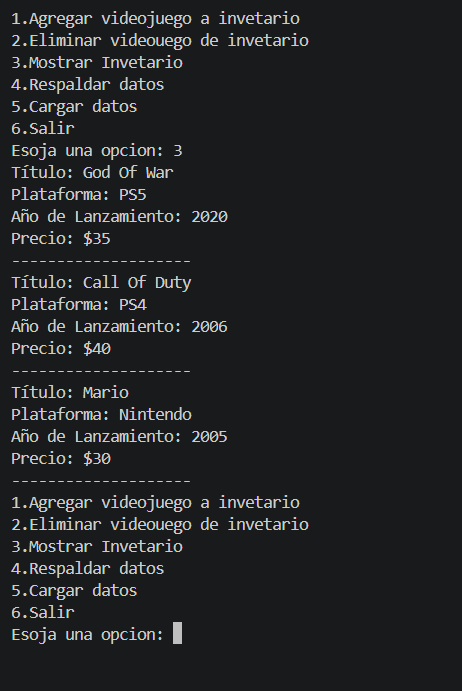 1.Agregar videojuego a invetario
2.Eliminar videouego de invetario
3.Mostrar Invetario
4.Respaldar datos
5.Cargar datos
6.Salir
Esoja una opcion: 3
Título: God Of War
Plataforma: PS5
Año de Lanzamiento: 2020
Precio: $35
--------------------
Título: Call Of Duty
Plataforma: PS4
Año de Lanzamiento: 2006
Precio: $40
--------------------
Título: Mario
Plataforma: Nintendo
Año de Lanzamiento: 2005
Precio: $30
--------------------
1.Agregar videojuego a invetario
2.Eliminar videouego de invetario
3.Mostrar Invetario
4.Respaldar datos
5.Cargar datos
6.Salir
Esoja una opcion: